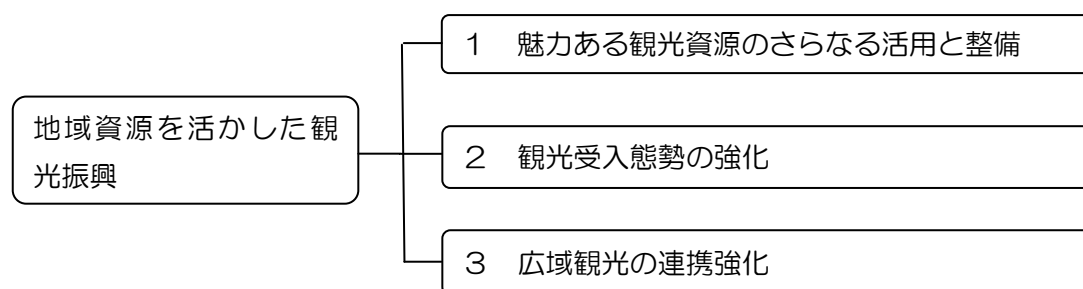 1　魅力ある観光資源のさらなる活用と整備
地域資源を活かした観
光振興
2　観光受入態勢の強化
3　広域観光の連携強化